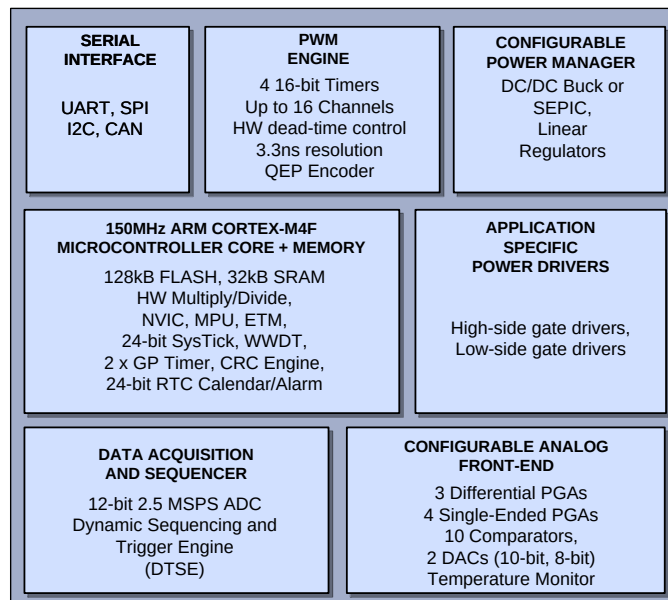 SERIAL
INTERFACE
UART, SPI
I2C, CAN
PWM
ENGINE
4 16-bit Timers
Up to 16 Channels
HW dead-time control
3.3ns resolution
QEP Encoder
CONFIGURABLE
POWER MANAGER
DC/DC Buck or
SEPIC,
Linear
Regulators
150MHz ARM CORTEX-M4F
MICROCONTROLLER CORE + MEMORY
128kB FLASH, 32kB SRAM
HW Multiply/Divide,
NVIC, MPU, ETM,
24-bit SysTick, WWDT,
2 x GP Timer, CRC Engine,
24-bit RTC Calendar/Alarm
APPLICATION
SPECIFIC
POWER DRIVERS
High-side gate drivers,
Low-side gate drivers
DATA ACQUISITION
AND SEQUENCER
12-bit 2.5 MSPS ADC
Dynamic Sequencing and
Trigger Engine
(DTSE)
CONFIGURABLE ANALOG
FRONT-END
3 Differential PGAs
4 Single-Ended PGAs
10 Comparators,
2 DACs (10-bit, 8-bit)
Temperature Monitor